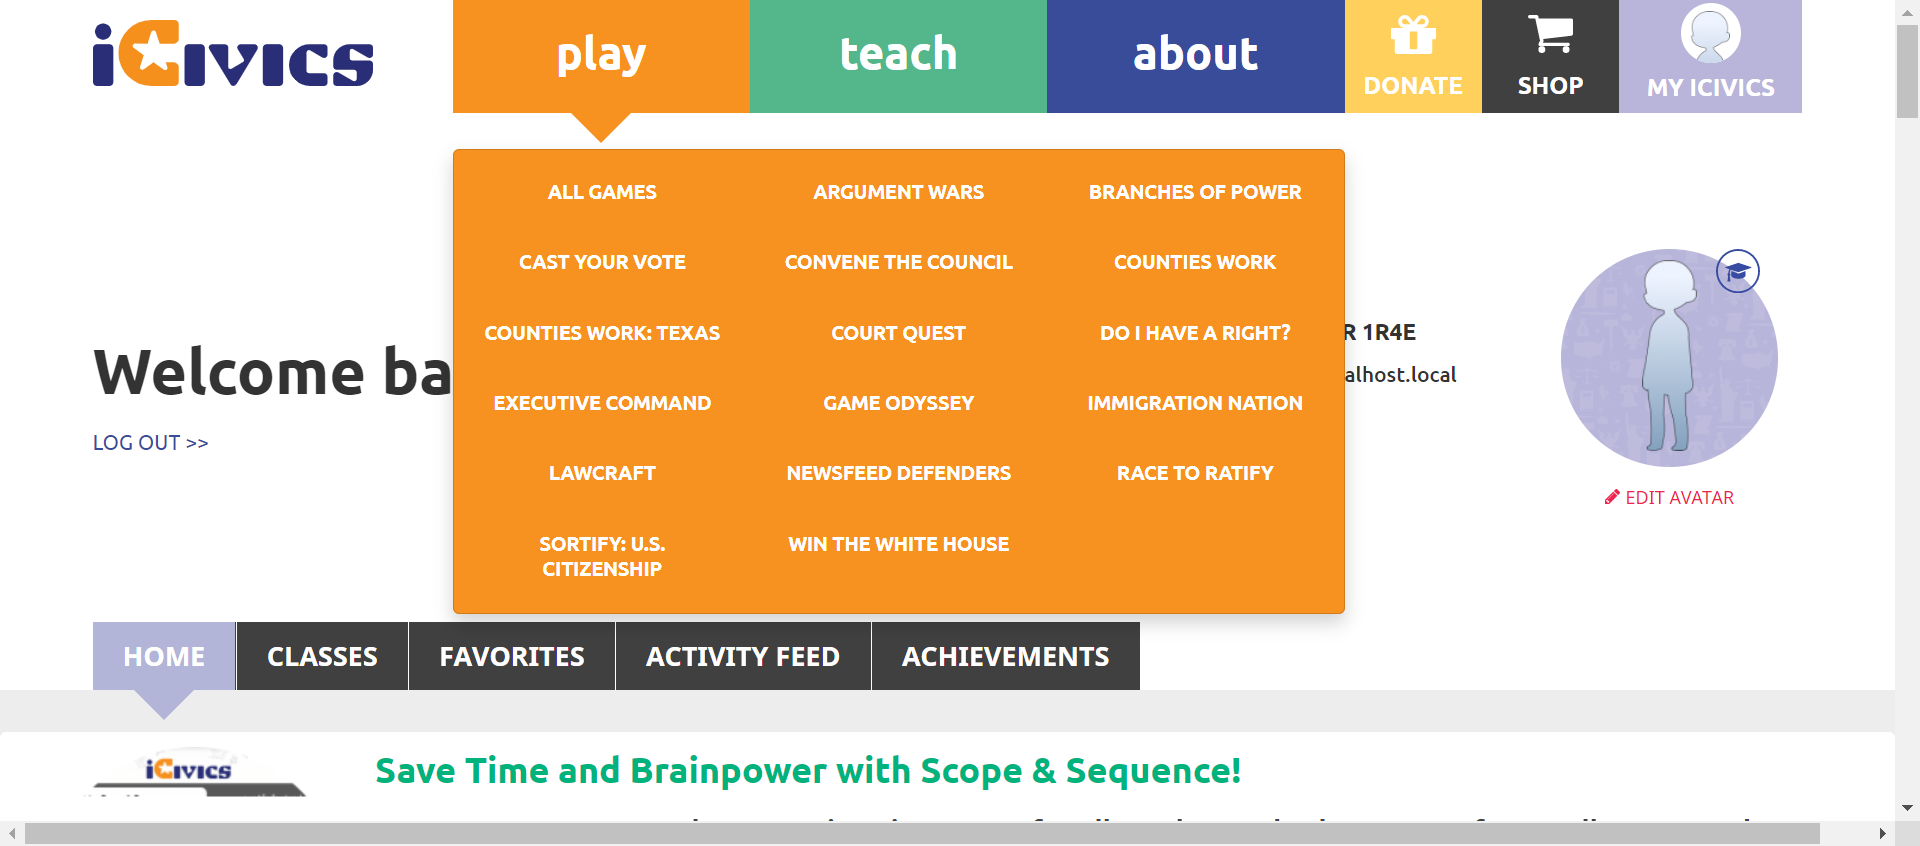 iCIVICS
play
teach
about
DONATE
SHOP
MY ICIVICS
ALL GAMES
ARGUMENT WARS
BRANCHES OF POWER
CAST YOUR VOTE
CONVENE THE COUNCIL
COUNTIES WORK
COUNTIES WORK: TEXAS
COURT QUEST
DO I HAVE A RIGHT?
EXECUTIVE COMMAND
GAME ODYSSEY
IMMIGRATION NATION
LAWCRAFT
NEWSFEED DEFENDERS
RACE TO RATIFY
SORTIFY: U.S.
CITIZENSHIP
WIN THE WHITE HOUSE
Welcome ba
LOG OUT >>
R 1R4E
alhost.local
EDIT AVATAR
HOME
CLASSES
FAVORITES
ACTIVITY FEED
ACHIEVEMENTS
iCIVICS
Save Time and Brainpower with Scope & Sequence!